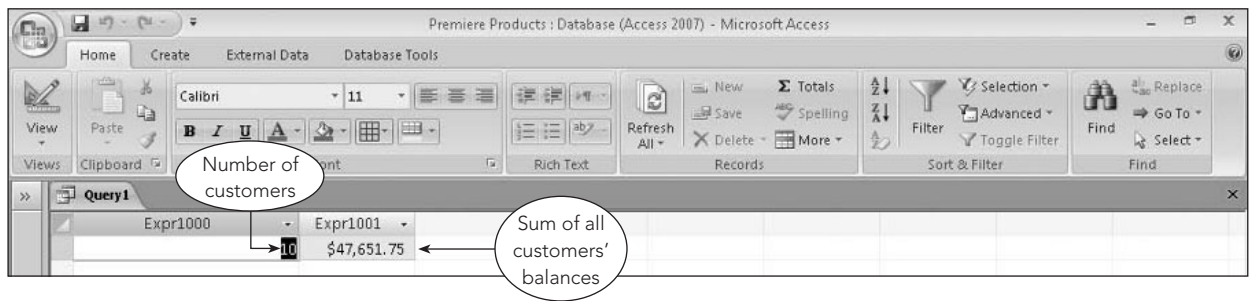 Premiere Products : Database (Access 2007) - Microsoft Access
Home Create External Data Database Tools
View
Views
Paste
Clipboard
Calibri 11
B I U A
ont
Rich Text
Refresh All
New
Save
Delete
Σ Totals
Spelling
More
Records
Filter
Selection
Advanced
Toggle Filter
Sort & Filter
Find
Replace
Go To
Select
Find
Number of
customers
Query1
Expr1000 Expr1001
10 $47,651.75
Sum of all
customers'
balances